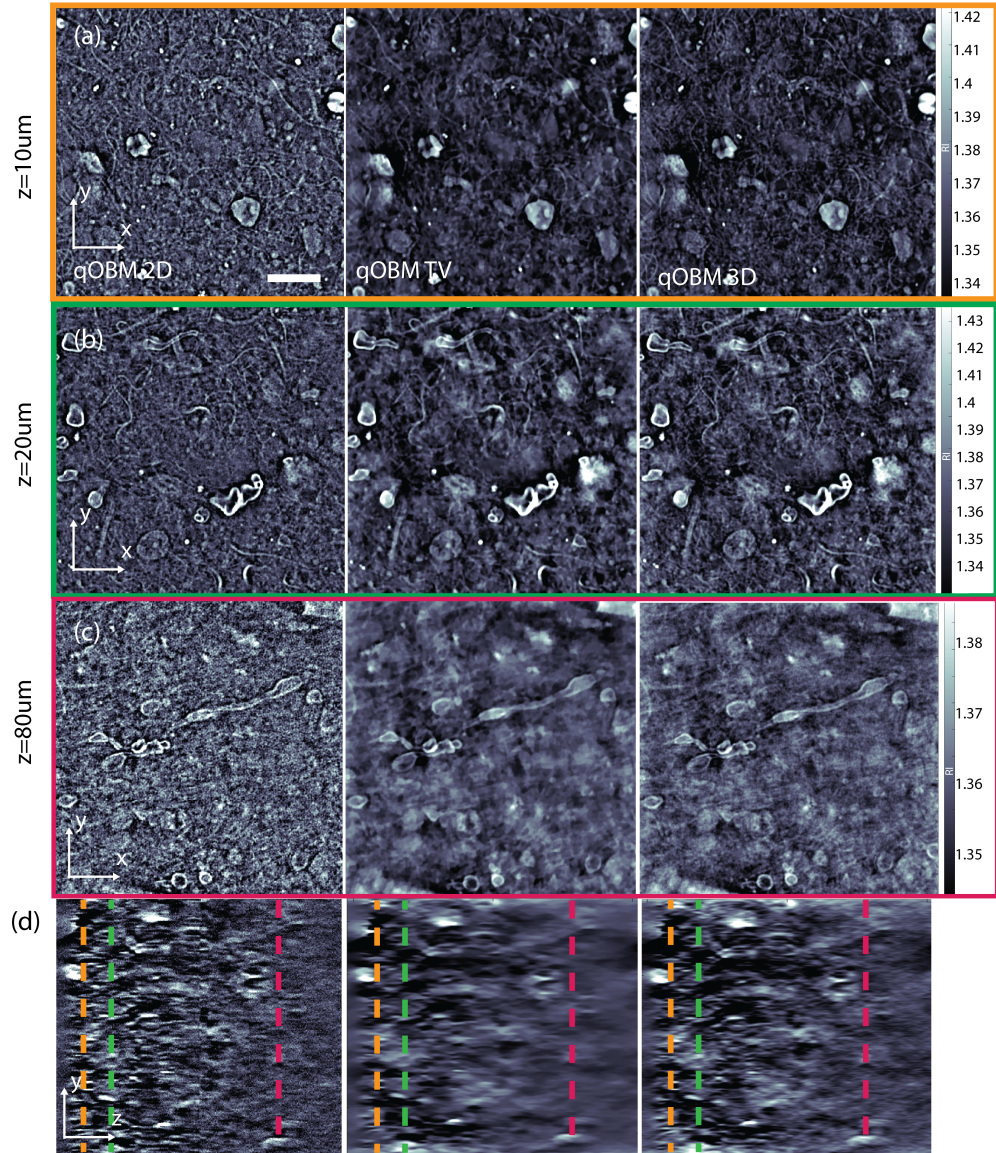 z=10um
(a)
y
x
qOBM 2D
qOBM TV
qOBM 3D
1.42
1.41
1.4
1.39
1.38
1.37
1.36
1.35
1.34
RI
z=20um
(b)
y
x
1.43
1.42
1.41
1.4
1.39
1.38
1.37
1.36
1.35
1.34
RI
z=80um
(c)
y
x
1.38
1.37
1.36
1.35
RI
(d)
y
z